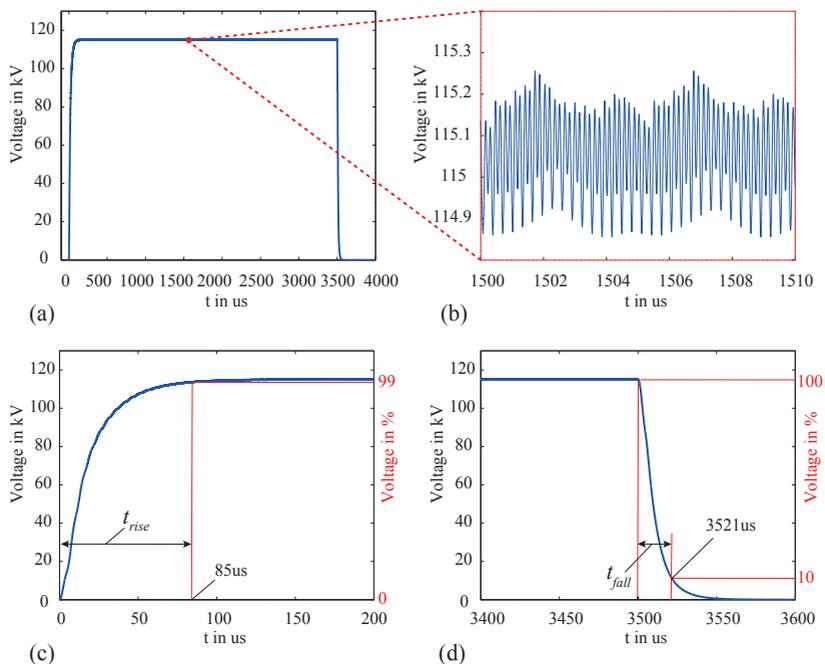 120
100
80
60
40
20
0
Voltage in kV
0 500 1000 1500 2000 2500 3000 3500 4000
t in us
(a)
115.3
115.2
115.1
115
114.9
Voltage in kV
1500 1502 1504 1506 1508 1510
t in us
(b)
120
100
80
60
40
20
0
Voltage in kV
t_rise
85us
99
0
Voltage in %
0 50 100 150 200
t in us
(c)
120
100
80
60
40
20
0
Voltage in kV
t_fall
3521us
100
10
Voltage in %
3400 3450 3500 3550 3600
t in us
(d)